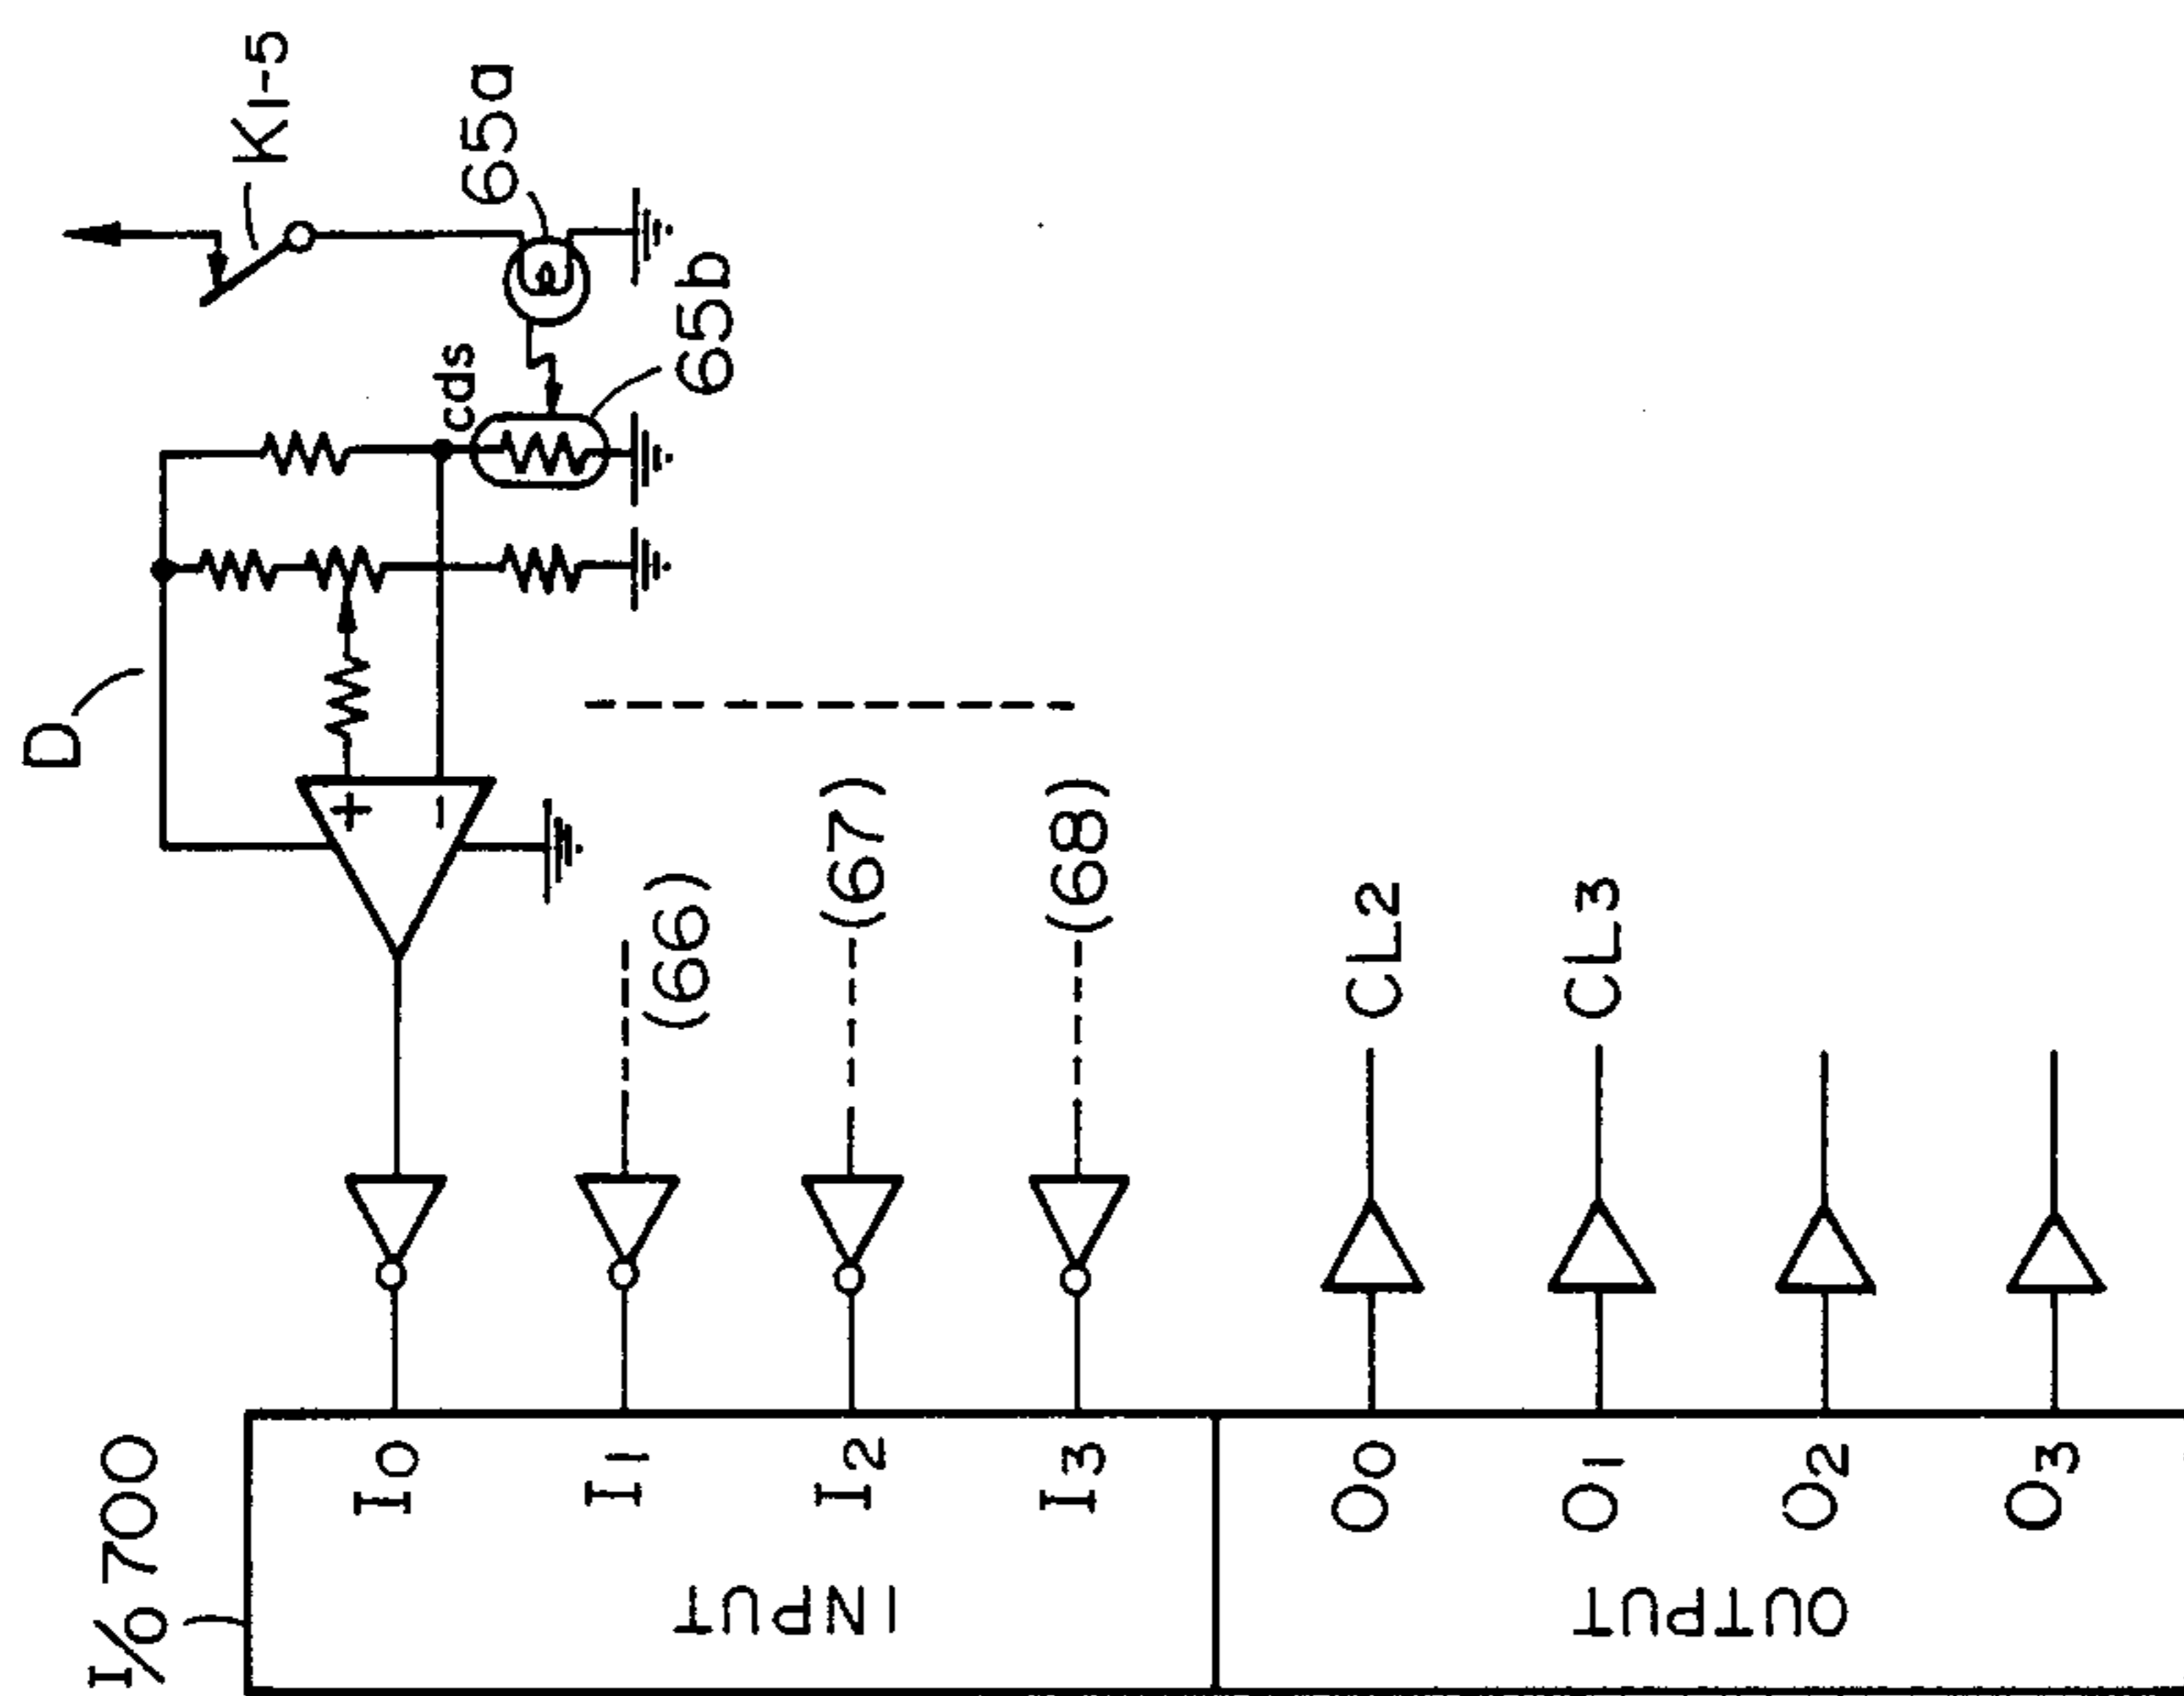 K1-5
65a
65b
cds
D
+
−
(66)
(67)
(68)
CL2
CL3
I/O 700
I0
I1
I2
I3
INPUT
O0
O1
O2
O3
OUTPUT